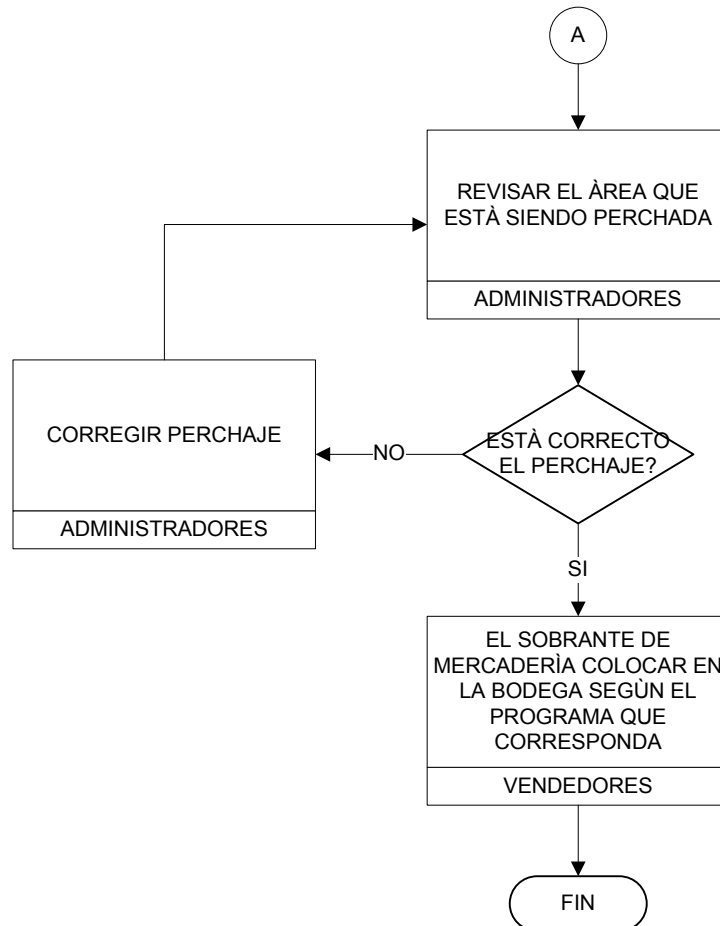 A
REVISAR EL ÀREA QUE
ESTÀ SIENDO PERCHADA
ADMINISTRADORES
CORREGIR PERCHAJE
ADMINISTRADORES
NO
ESTÀ CORRECTO
EL PERCHAJE?
SI
EL SOBRANTE DE
MERCADERÌA COLOCAR EN
LA BODEGA SEGÙN EL
PROGRAMA QUE
CORRESPONDA
VENDEDORES
FIN